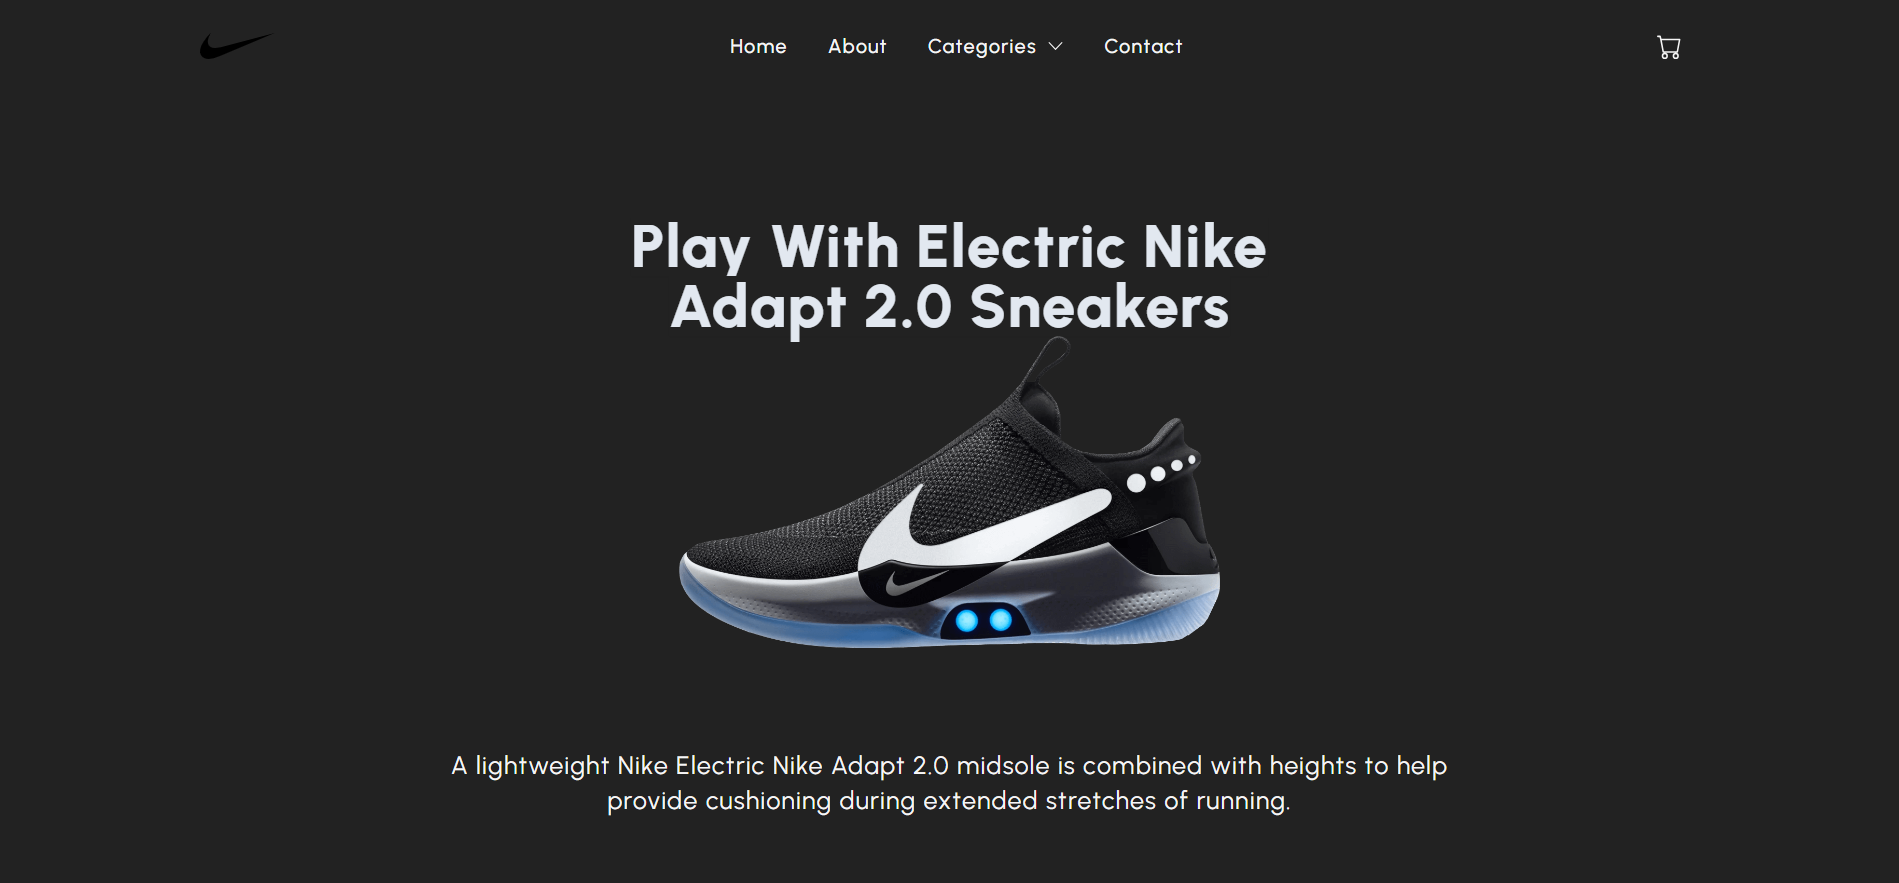 Home About Categories Contact
Play With Electric Nike
Adapt 2.0 Sneakers
A lightweight Nike Electric Nike Adapt 2.0 midsole is combined with heights to help
provide cushioning during extended stretches of running.